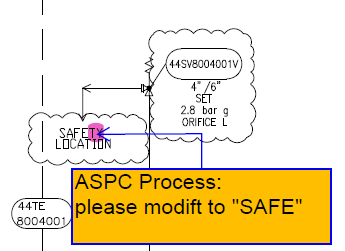 44SV8004001V
4"/6"
SET
2.8 bar g
ORIFICE L
SAFETY
LOCATION
ASPC Process:
please modift to "SAFE"
44TE
8004001